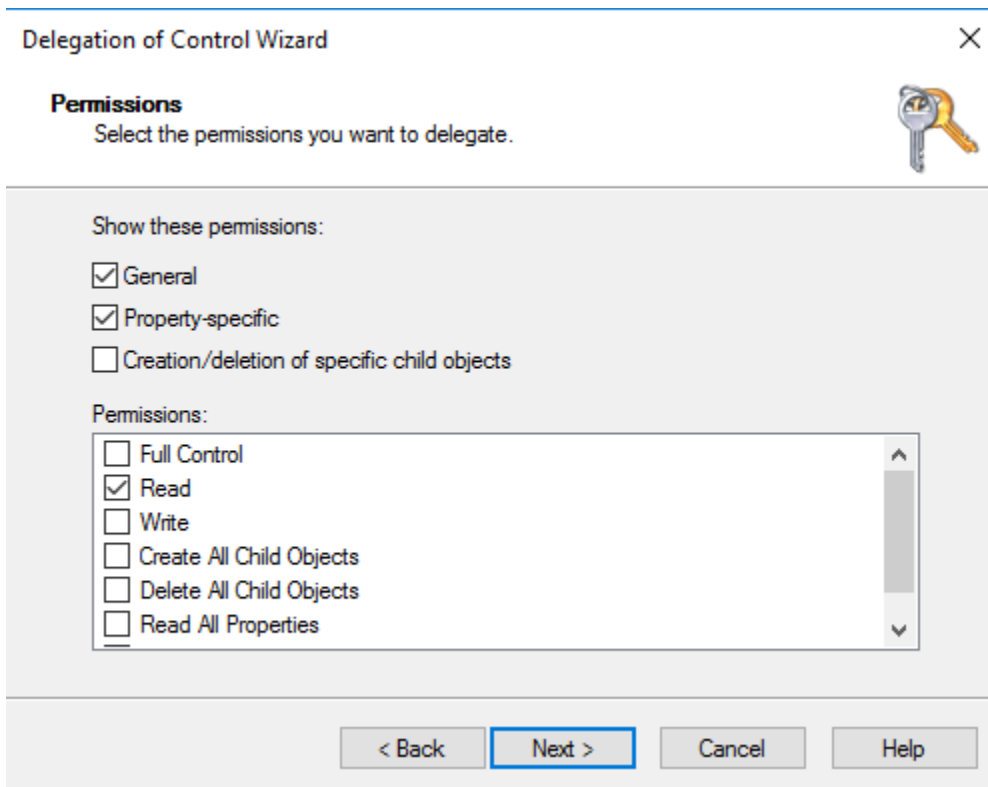 Delegation of Control Wizard
Permissions
Select the permissions you want to delegate.
Show these permissions:
General
Property-specific
Creation/deletion of specific child objects
Permissions:
Full Control
Read
Write
Create All Child Objects
Delete All Child Objects
Read All Properties
< Back Next > Cancel Help